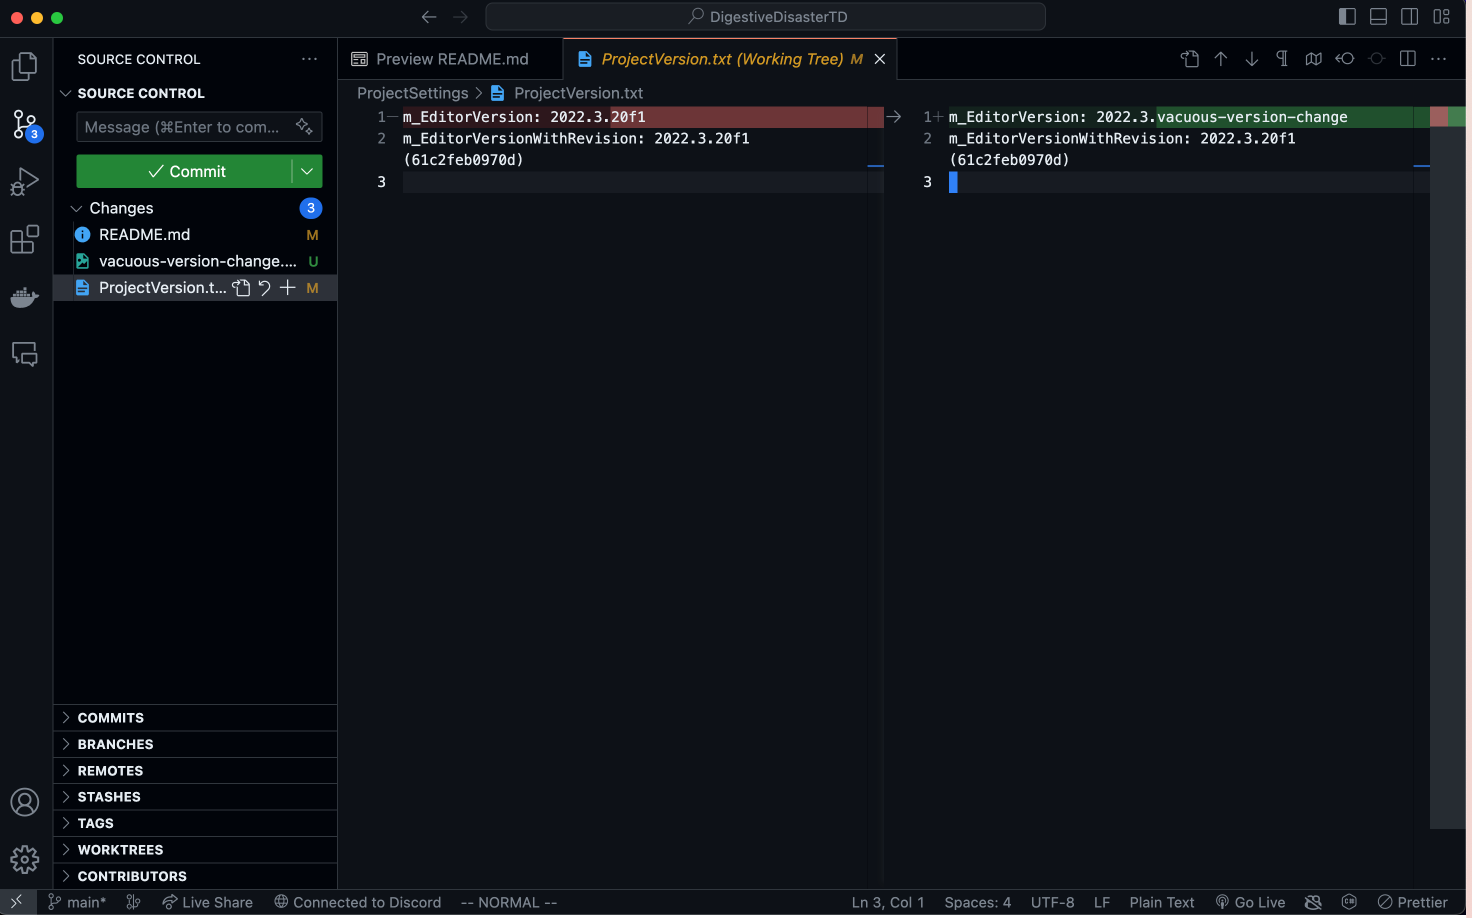 DigestiveDisasterTD
SOURCE CONTROL
SOURCE CONTROL
Message (⌘Enter to com...
Commit
Changes 3
README.md M
vacuous-version-change.... U
ProjectVersion.t... M
3
COMMITS
BRANCHES
REMOTES
STASHES
TAGS
WORKTREES
CONTRIBUTORS
Preview README.md
ProjectVersion.txt (Working Tree) M
ProjectSettings > ProjectVersion.txt
1− m_EditorVersion: 2022.3.20f1
2 m_EditorVersionWithRevision: 2022.3.20f1
(61c2feb0970d)
3
1+ m_EditorVersion: 2022.3.vacuous-version-change
2 m_EditorVersionWithRevision: 2022.3.20f1
(61c2feb0970d)
3
main* Live Share Connected to Discord -- NORMAL -- Ln 3, Col 1 Spaces: 4 UTF-8 LF Plain Text Go Live Prettier